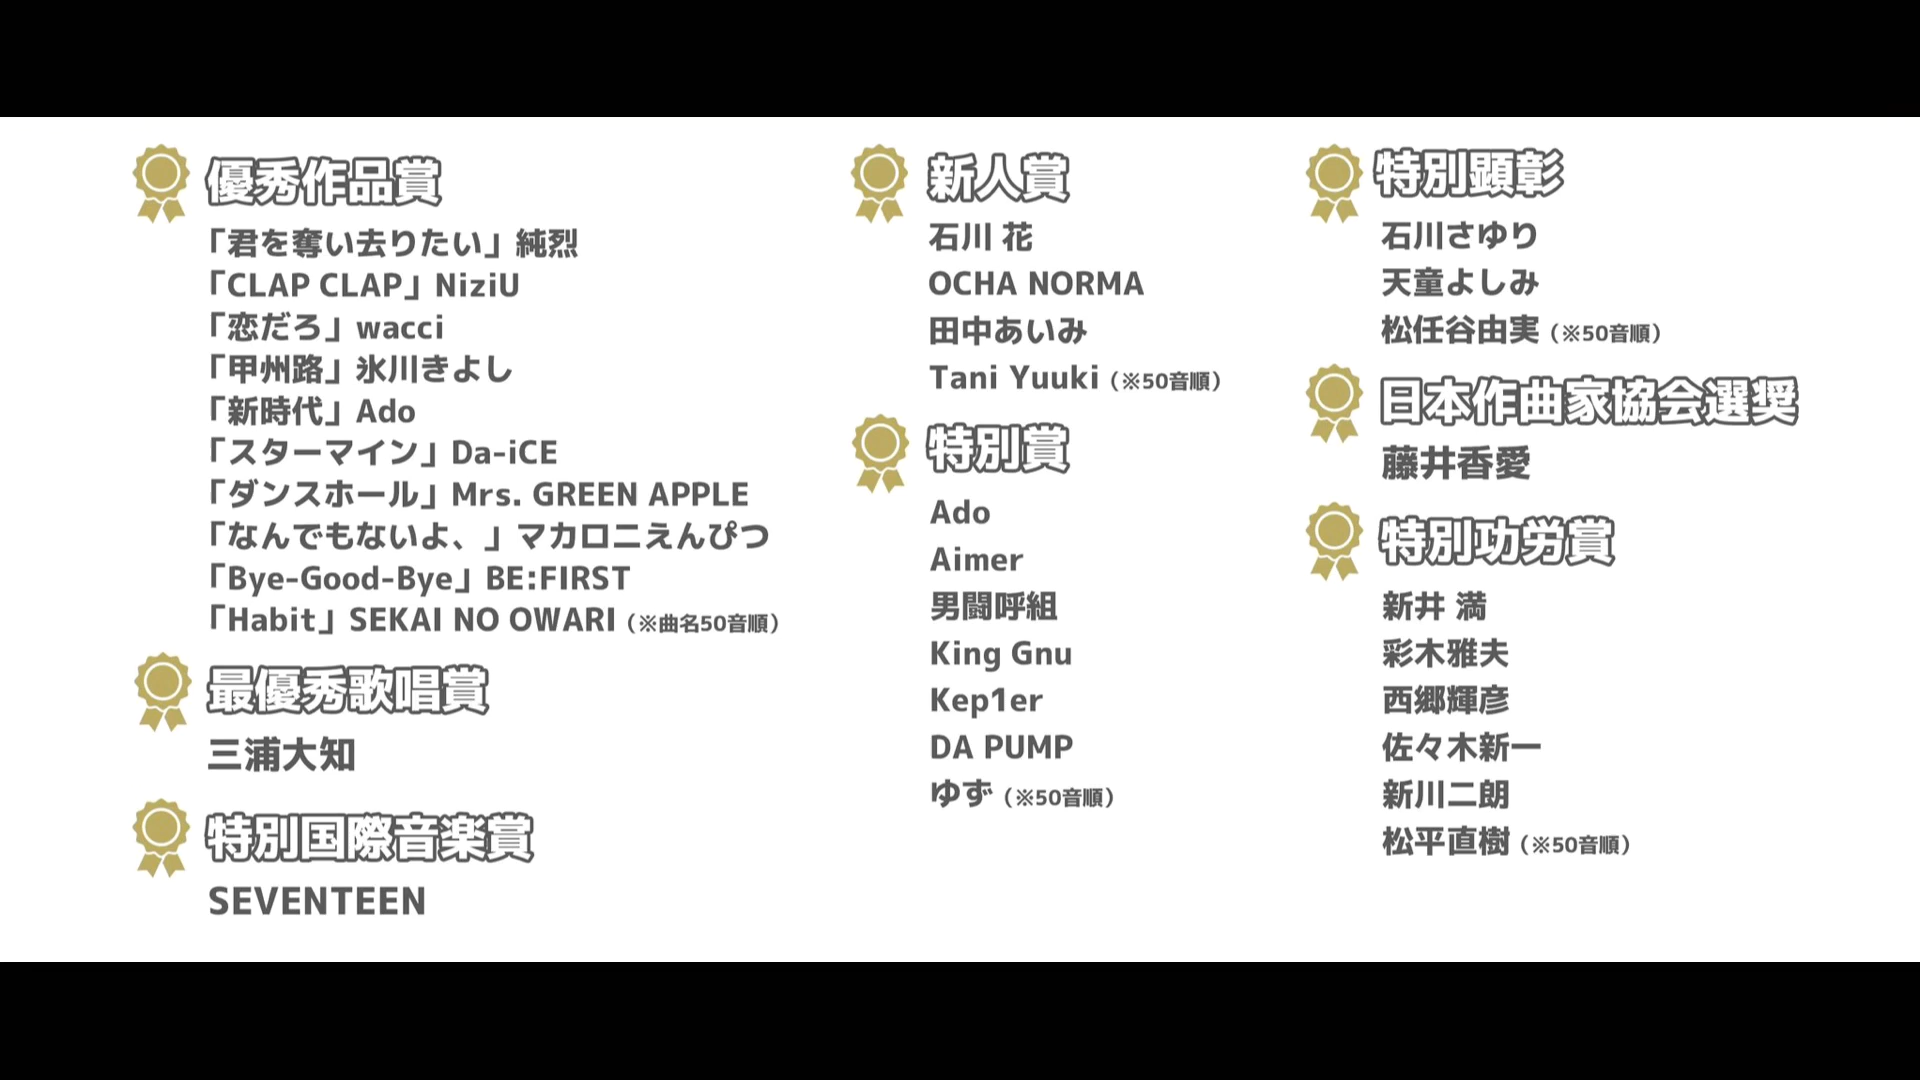 優秀作品賞
「君を奪い去りたい」純烈
「CLAP CLAP」NiziU
「恋だろ」wacci
「甲州路」氷川きよし
「新時代」Ado
「スターマイン」Da-iCE
「ダンスホール」Mrs. GREEN APPLE
「なんでもないよ、」マカロニえんぴつ
「Bye-Good-Bye」BE:FIRST
「Habit」SEKAI NO OWARI（※曲名50音順）
最優秀歌唱賞
三浦大知
特別国際音楽賞
SEVENTEEN
新人賞
石川 花
OCHA NORMA
田中あいみ
Tani Yuuki（※50音順）
特別賞
Ado
Aimer
男闘呼組
King Gnu
Kep1er
DA PUMP
ゆず（※50音順）
特別顕彰
石川さゆり
天童よしみ
松任谷由実（※50音順）
日本作曲家協会選奨
藤井香愛
特別功労賞
新井 満
彩木雅夫
西郷輝彦
佐々木新一
新川二朗
松平直樹（※50音順）